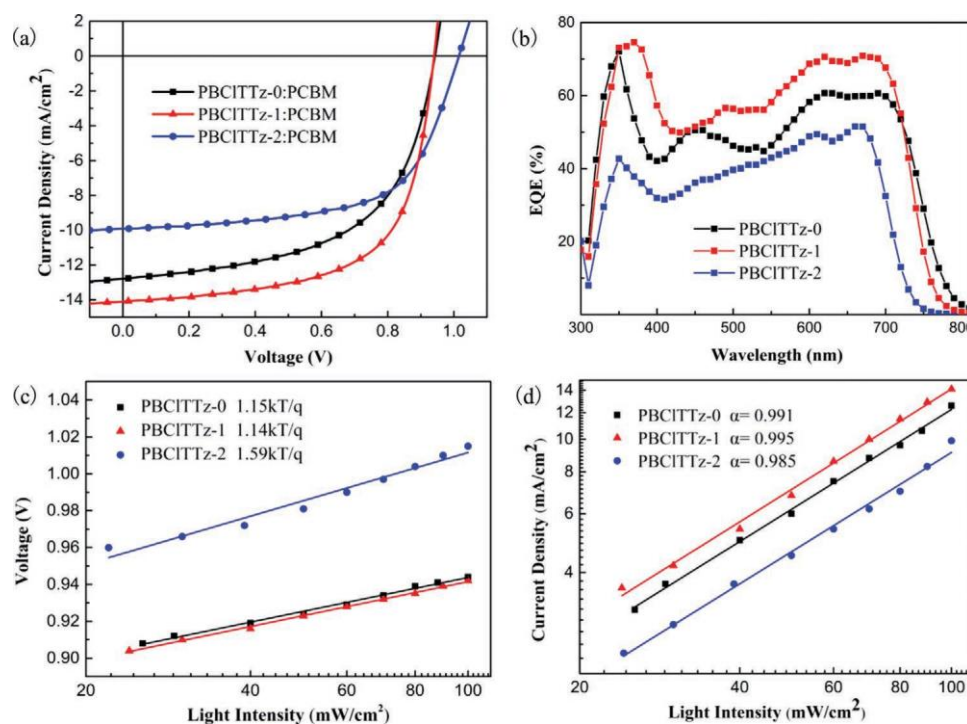 (a)
2
0
-2
-4
-6
-8
-10
-12
-14
Current Density (mA/cm²)
PBClTTz-0:PCBM
PBClTTz-1:PCBM
PBClTTz-2:PCBM
0.0 0.2 0.4 0.6 0.8 1.0
Voltage (V)
(b)
80
60
40
20
EQE (%)
PBClTTz-0
PBClTTz-1
PBClTTz-2
300 400 500 600 700 800
Wavelength (nm)
(c)
1.04
1.02
1.00
0.98
0.96
0.94
0.92
0.90
Voltage (V)
PBClTTz-0 1.15kT/q
PBClTTz-1 1.14kT/q
PBClTTz-2 1.59kT/q
20 40 60 80 100
Light Intensity (mW/cm²)
(d)
14
12
10
8
6
4
Current Density (mA/cm²)
PBClTTz-0 α= 0.991
PBClTTz-1 α= 0.995
PBClTTz-2 α= 0.985
20 40 60 80 100
Light Intensity (mW/cm²)